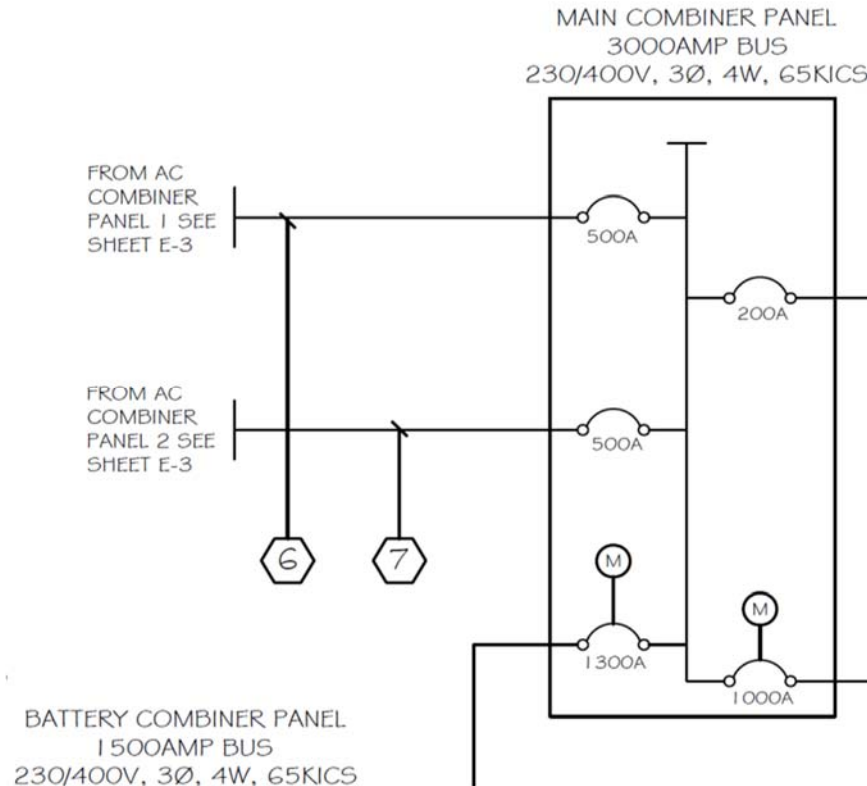 MAIN COMBINER PANEL
3000AMP BUS
230/400V, 3Ø, 4W, 65KICS
FROM AC
COMBINER
PANEL 1 SEE
SHEET E-3
500A
200A
FROM AC
COMBINER
PANEL 2 SEE
SHEET E-3
500A
6
7
M
M
1300A
1000A
BATTERY COMBINER PANEL
1500AMP BUS
230/400V, 3Ø, 4W, 65KICS